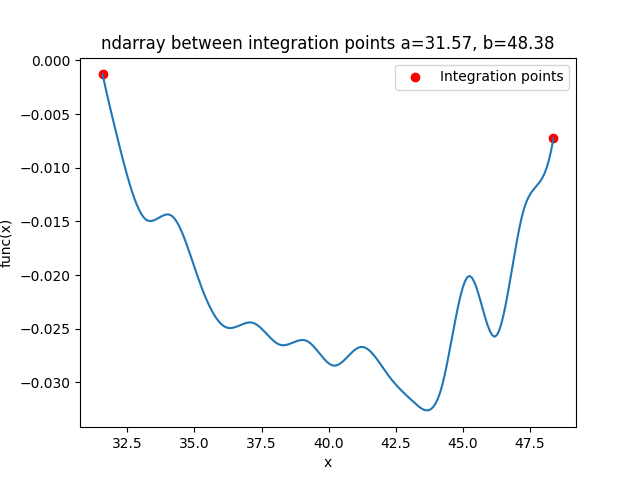 ndarray between integration points a=31.57, b=48.38
Integration points
0.000
−0.005
−0.010
−0.015
−0.020
−0.025
−0.030
func(x)
32.5 35.0 37.5 40.0 42.5 45.0 47.5
x